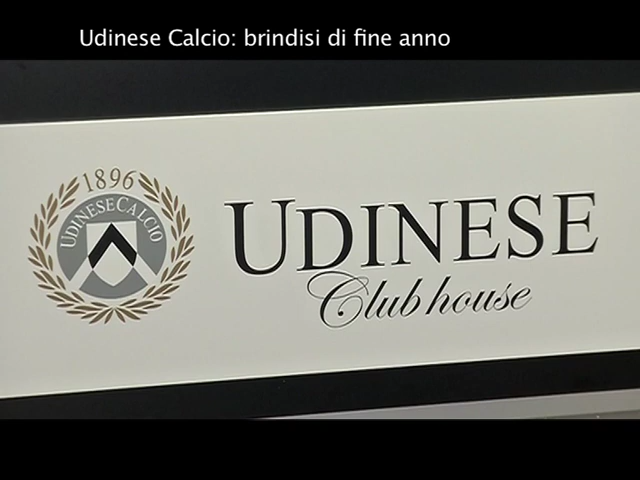 Udinese Calcio: brindisi di fine anno
1896
UDINESE CALCIO
UDINESE
Club house